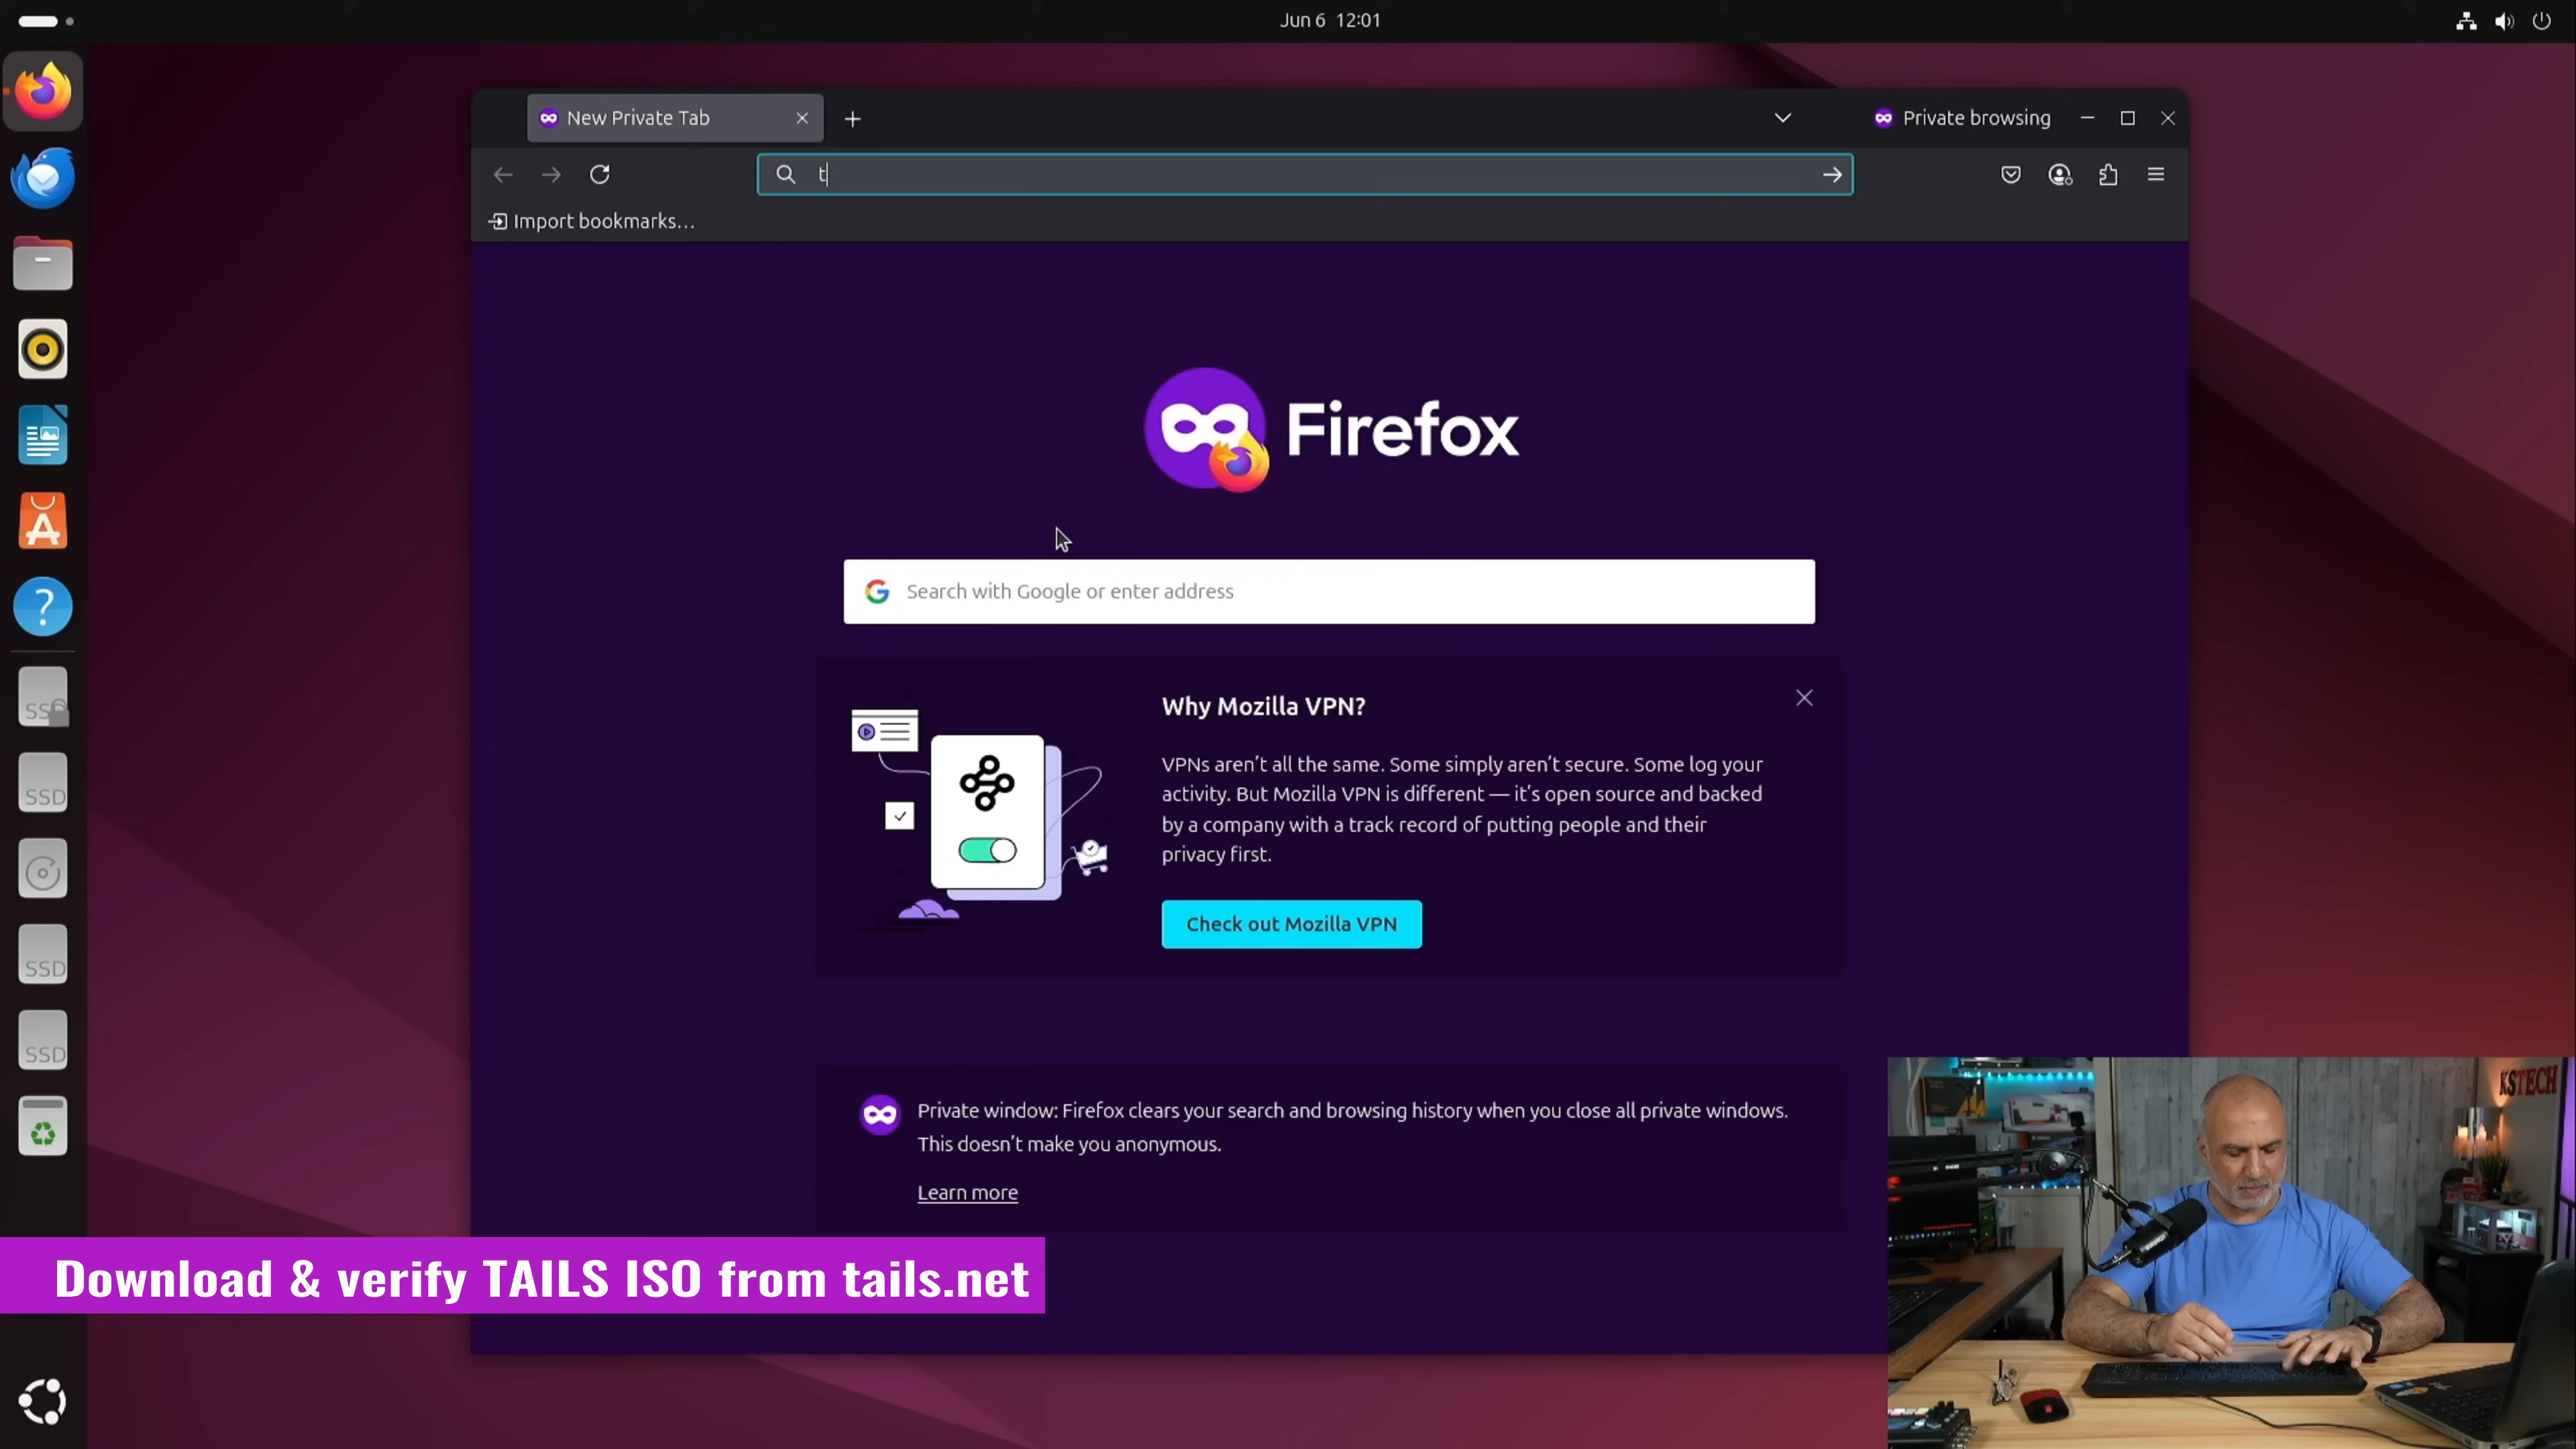 Jun 6 12:01
New Private Tab
Private browsing
t
Import bookmarks…
Firefox
Search with Google or enter address
Why Mozilla VPN?
VPNs aren't all the same. Some simply aren't secure. Some log your
activity. But Mozilla VPN is different — it's open source and backed
by a company with a track record of putting people and their
privacy first.
Check out Mozilla VPN
Private window: Firefox clears your search and browsing history when you close all private windows.
This doesn't make you anonymous.
Learn more
SSD
SSD
SSD
SSD
KSTECH
Download & verify TAILS ISO from tails.net